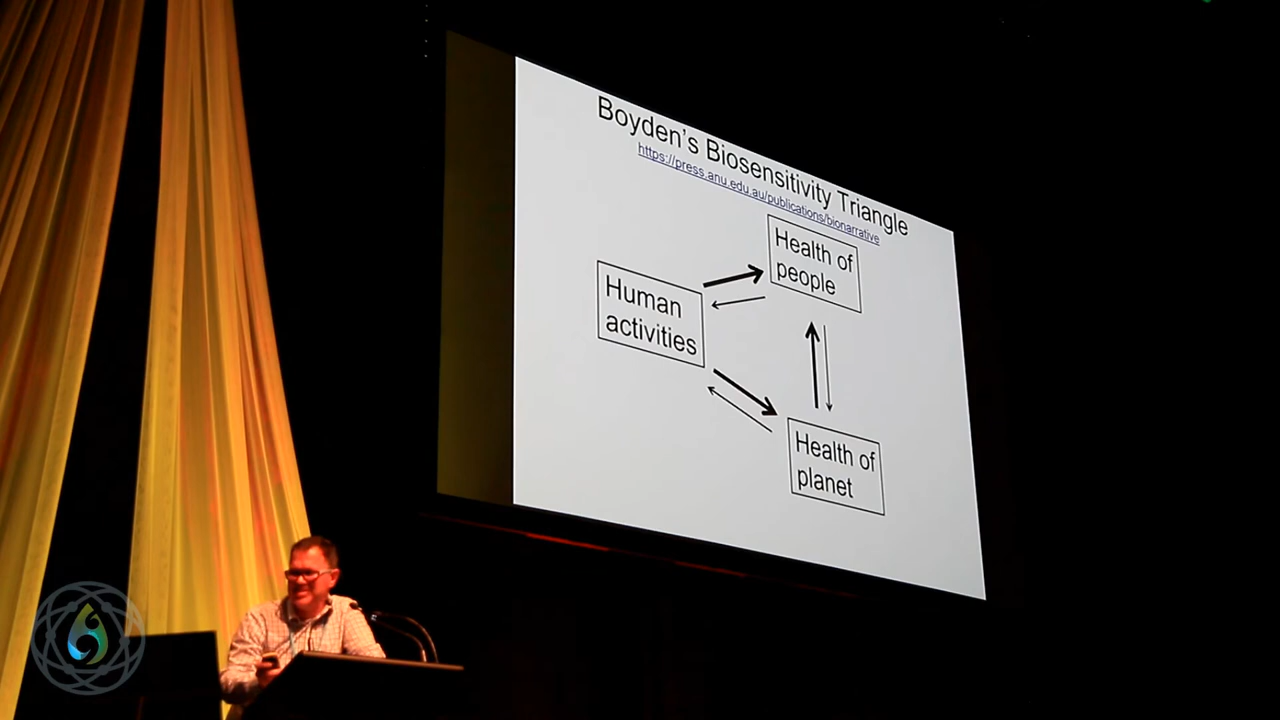 Boyden's Biosensitivity Triangle
https://press.anu.edu.au/publications/bionarrative
Health of
people
Human
activities
Health of
planet